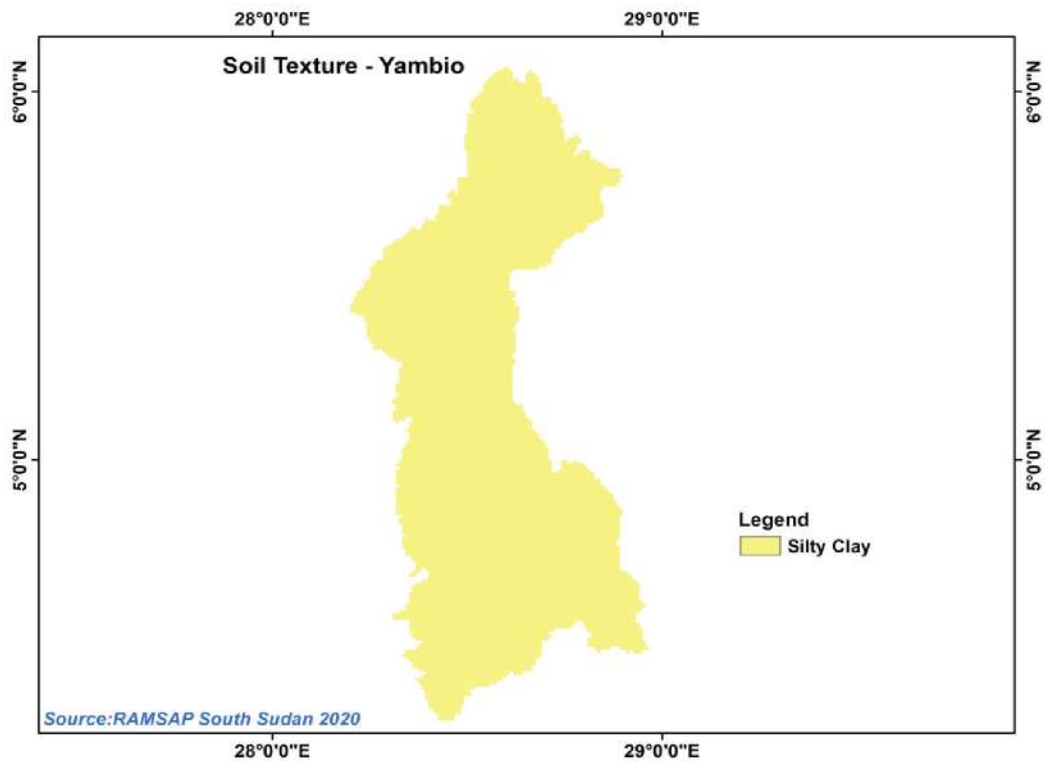 28°0'0"E
29°0'0"E
Soil Texture - Yambio
6°0'0"N
6°0'0"N
5°0'0"N
5°0'0"N
Legend
Silty Clay
Source:RAMSAP South Sudan 2020
28°0'0"E
29°0'0"E